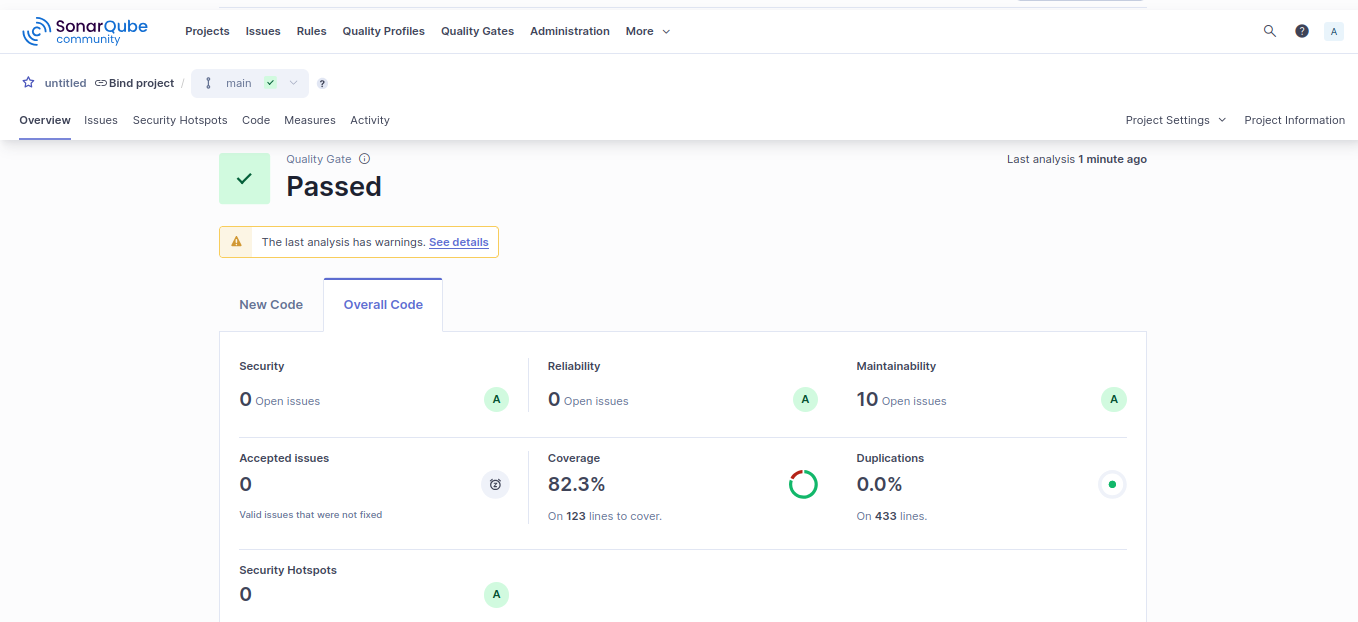 SonarQube community Projects Issues Rules Quality Profiles Quality Gates Administration More ? A
untitled Bind project / main ?
Overview Issues Security Hotspots Code Measures Activity Project Settings Project Information
Quality Gate Last analysis 1 minute ago
Passed
The last analysis has warnings. See details
New Code Overall Code
Security Reliability Maintainability
0 Open issues A 0 Open issues A 10 Open issues A
Accepted issues Coverage Duplications
0 82.3% 0.0%
Valid issues that were not fixed On 123 lines to cover. On 433 lines.
Security Hotspots
0 A